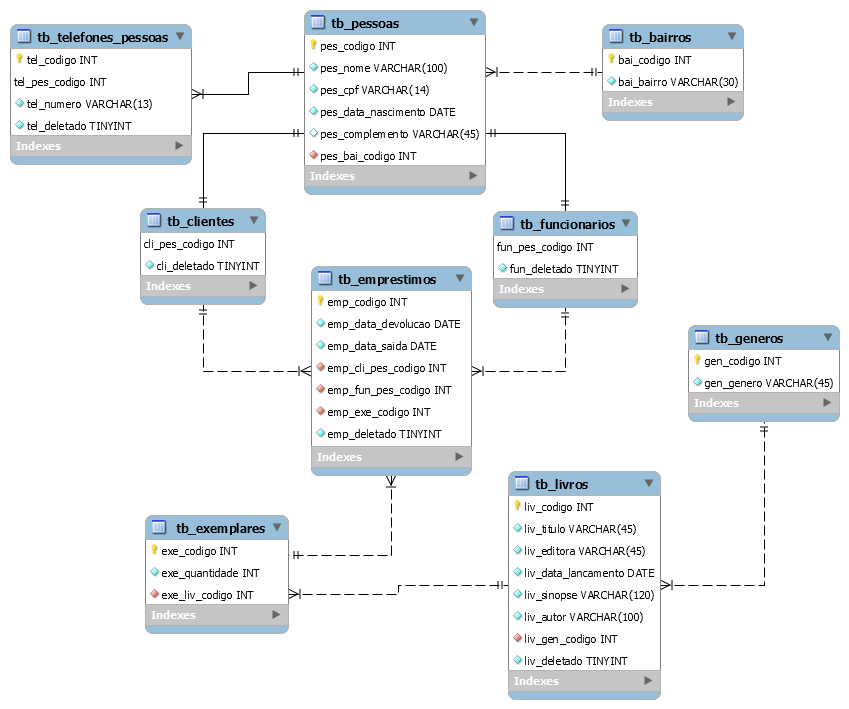 tb_telefones_pessoas
tel_codigo INT
tel_pes_codigo INT
tel_numero VARCHAR(13)
tel_deletado TINYINT
Indexes
tb_pessoas
pes_codigo INT
pes_nome VARCHAR(100)
pes_cpf VARCHAR(14)
pes_data_nascimento DATE
pes_complemento VARCHAR(45)
pes_bai_codigo INT
Indexes
tb_bairros
bai_codigo INT
bai_bairro VARCHAR(30)
Indexes
tb_clientes
cli_pes_codigo INT
cli_deletado TINYINT
Indexes
tb_funcionarios
fun_pes_codigo INT
fun_deletado TINYINT
Indexes
tb_emprestimos
emp_codigo INT
emp_data_devolucao DATE
emp_data_saida DATE
emp_cli_pes_codigo INT
emp_fun_pes_codigo INT
emp_exe_codigo INT
emp_deletado TINYINT
Indexes
tb_generos
gen_codigo INT
gen_genero VARCHAR(45)
Indexes
tb_livros
liv_codigo INT
liv_titulo VARCHAR(45)
liv_editora VARCHAR(45)
liv_data_lancamento DATE
liv_sinopse VARCHAR(120)
liv_autor VARCHAR(100)
liv_gen_codigo INT
liv_deletado TINYINT
Indexes
tb_exemplares
exe_codigo INT
exe_quantidade INT
exe_liv_codigo INT
Indexes